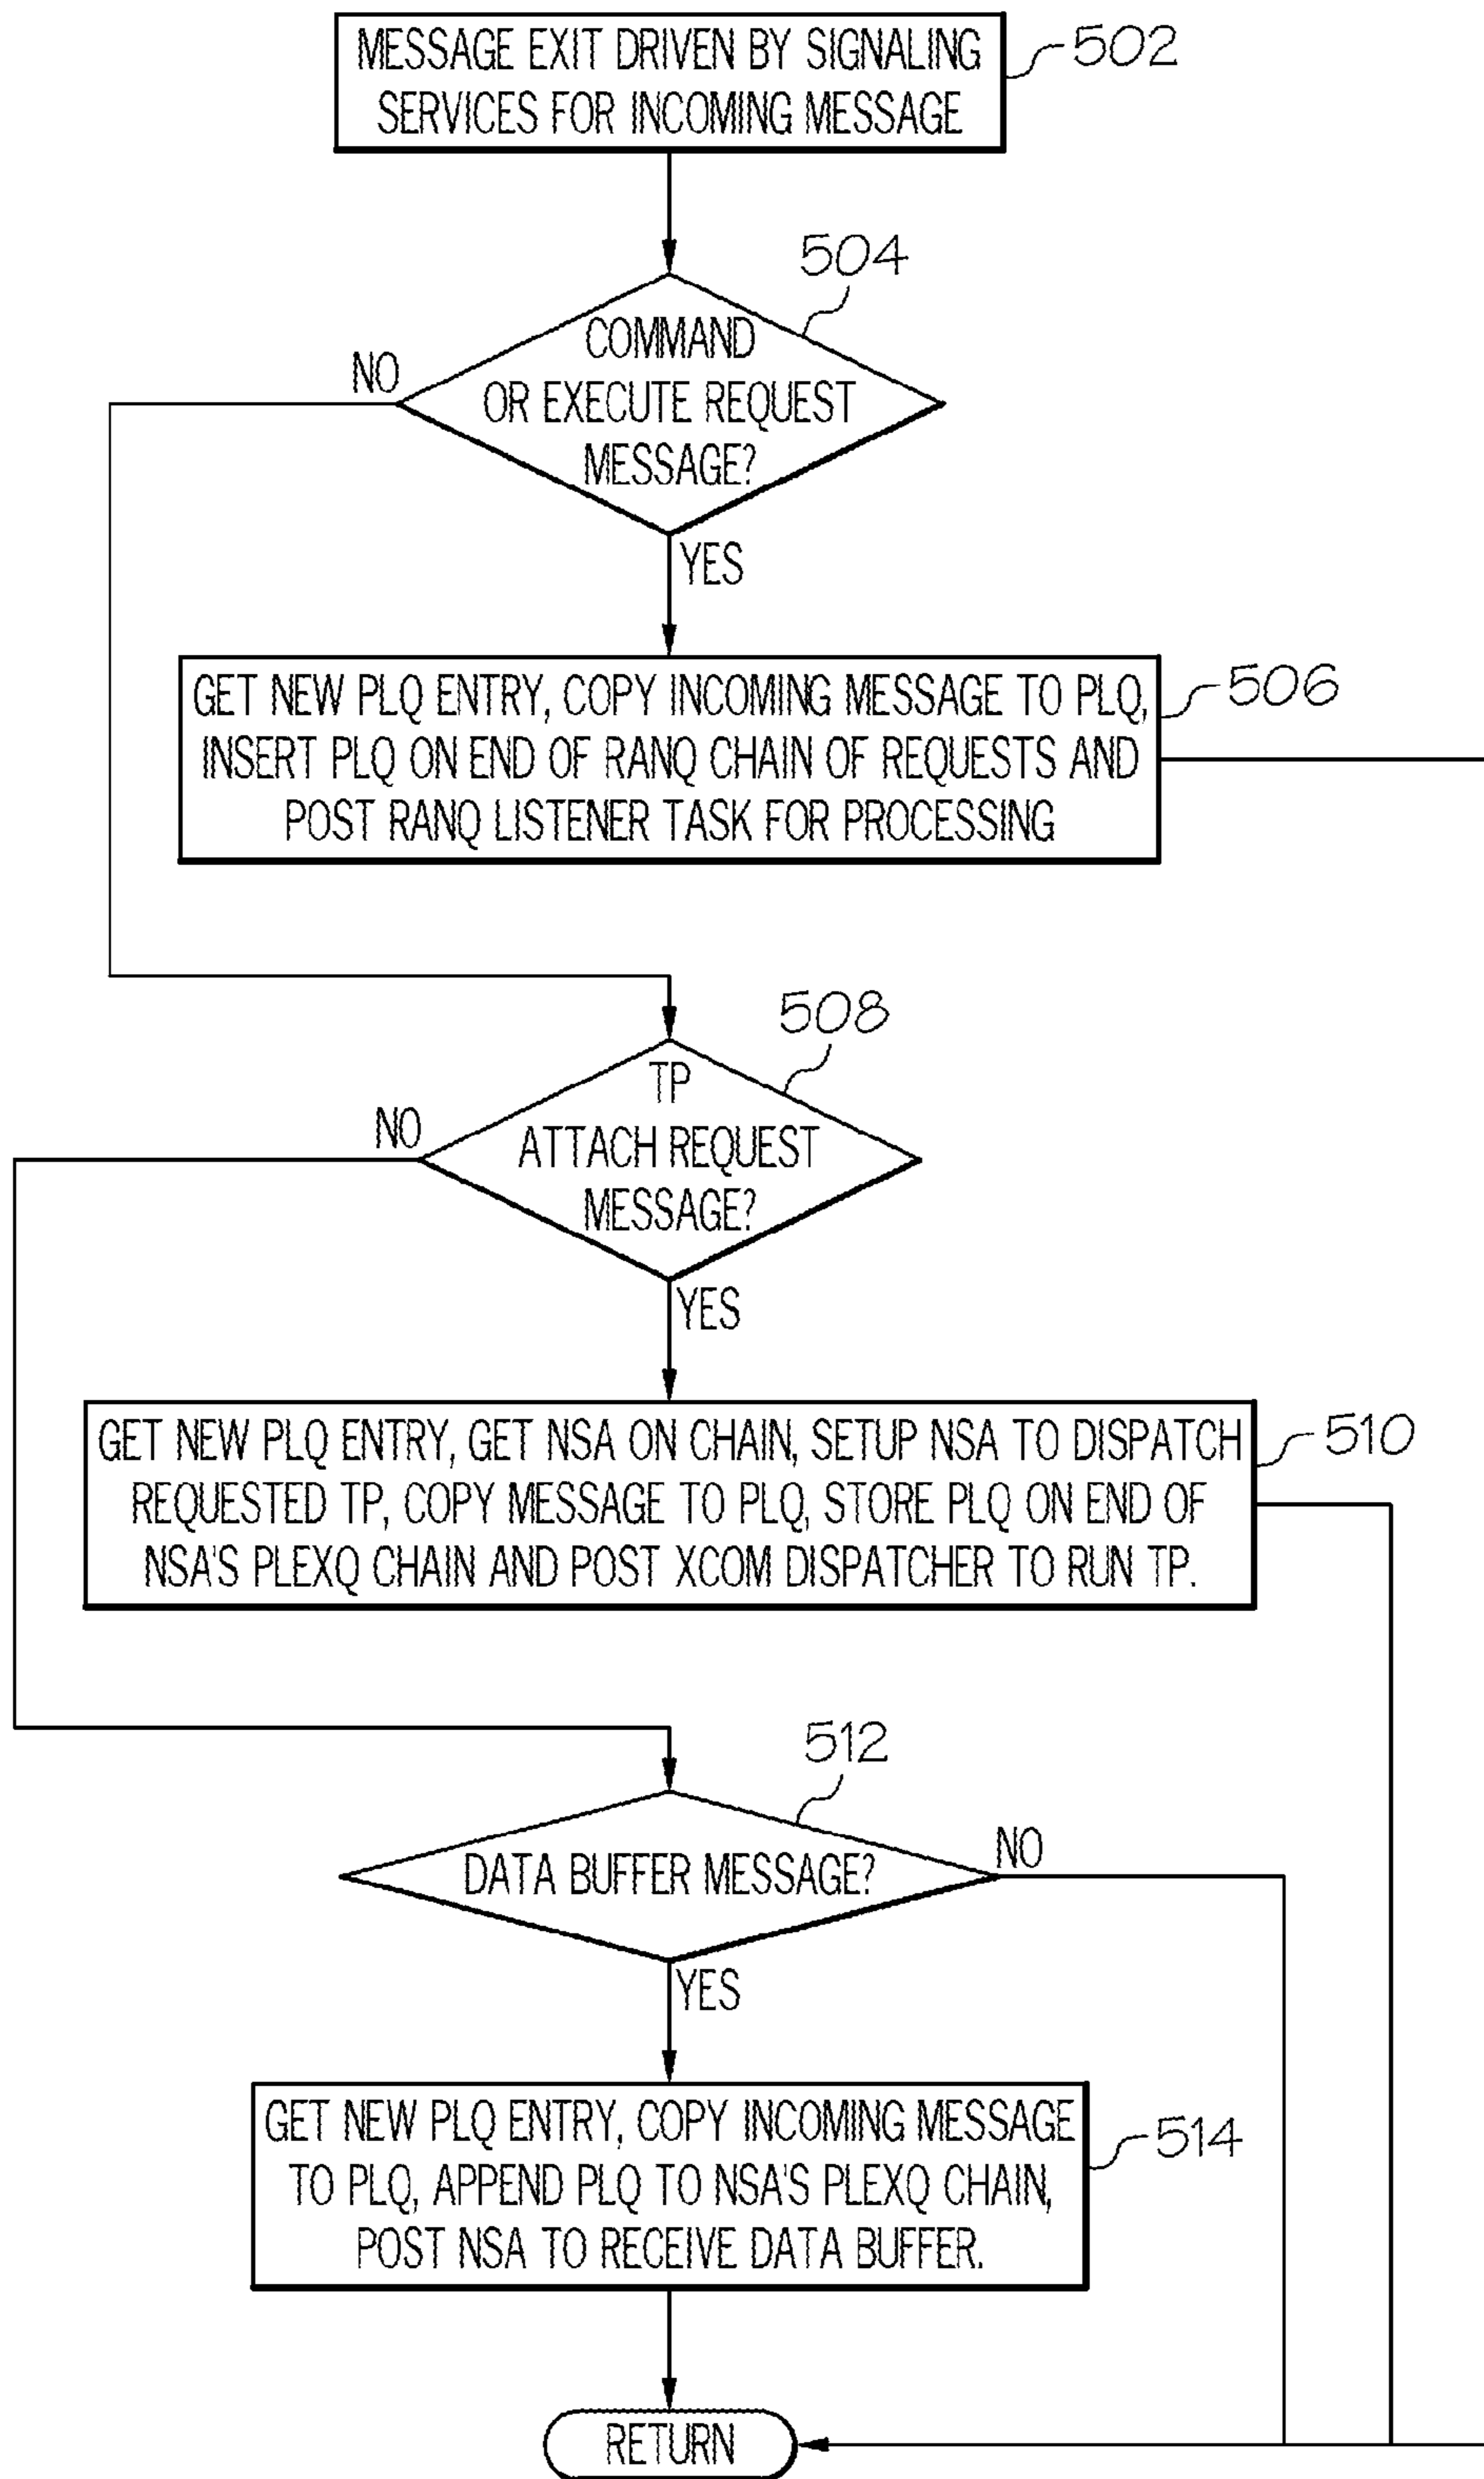 MESSAGE EXIT DRIVEN BY SIGNALING
SERVICES FOR INCOMING MESSAGE
502
504
COMMAND
OR EXECUTE REQUEST
MESSAGE?
NO
YES
GET NEW PLQ ENTRY, COPY INCOMING MESSAGE TO PLQ,
INSERT PLQ ON END OF RANQ CHAIN OF REQUESTS AND
POST RANQ LISTENER TASK FOR PROCESSING
506
508
TP
ATTACH REQUEST
MESSAGE?
NO
YES
GET NEW PLQ ENTRY, GET NSA ON CHAIN, SETUP NSA TO DISPATCH
REQUESTED TP, COPY MESSAGE TO PLQ, STORE PLQ ON END OF
NSA'S PLEXQ CHAIN AND POST XCOM DISPATCHER TO RUN TP.
510
512
DATA BUFFER MESSAGE?
NO
YES
GET NEW PLQ ENTRY, COPY INCOMING MESSAGE
TO PLQ, APPEND PLQ TO NSA'S PLEXQ CHAIN,
POST NSA TO RECEIVE DATA BUFFER.
514
RETURN